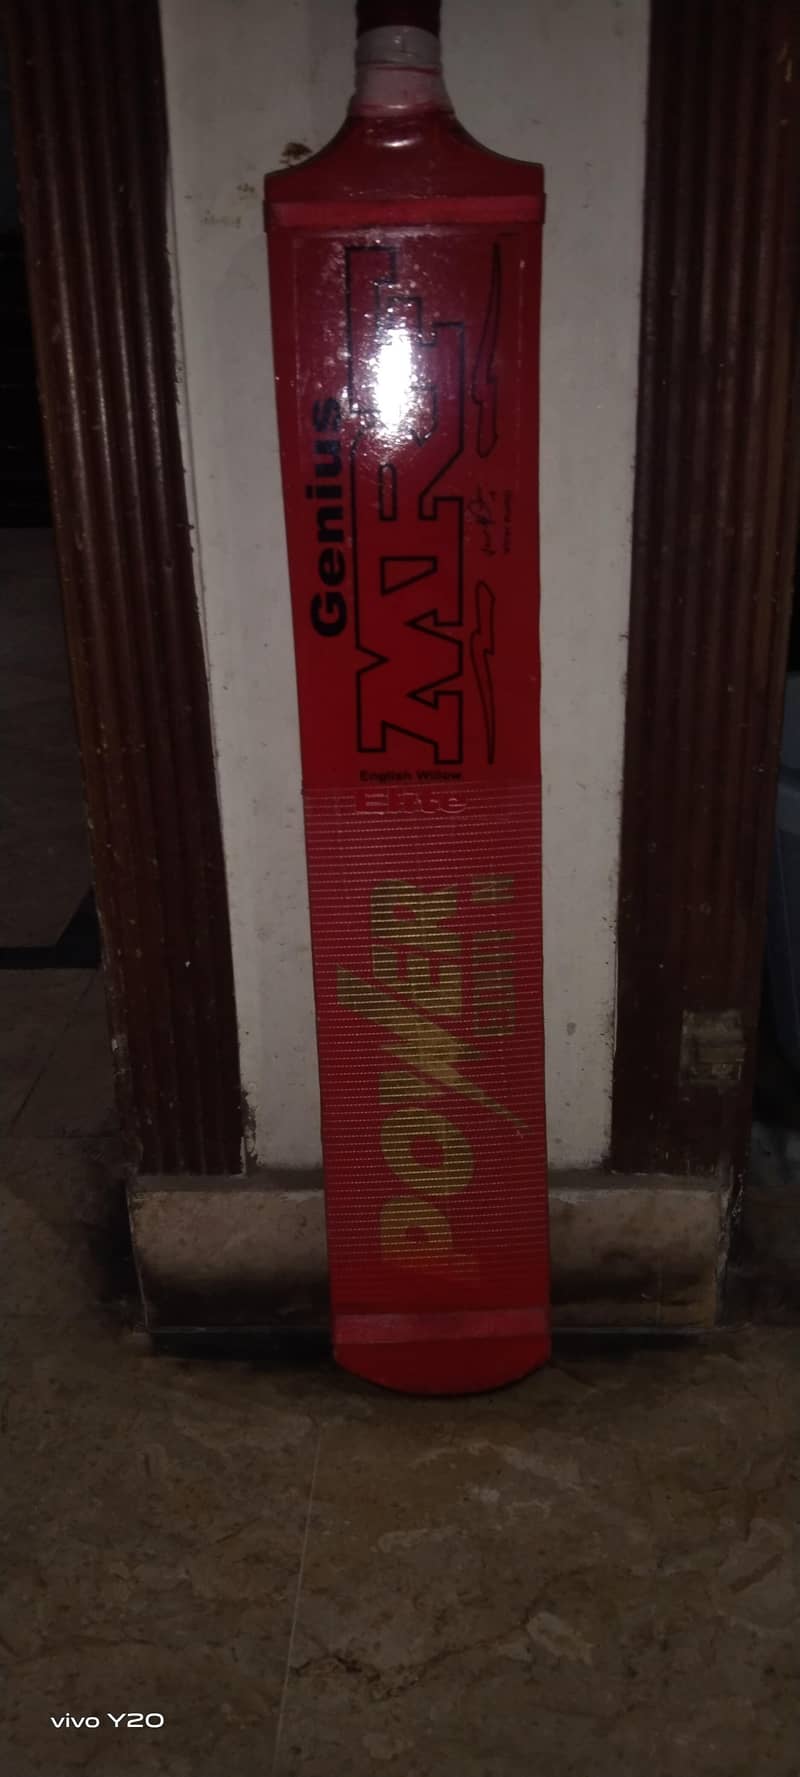 Genius
MRF
English Willow
Elite
POWER
vivo Y20